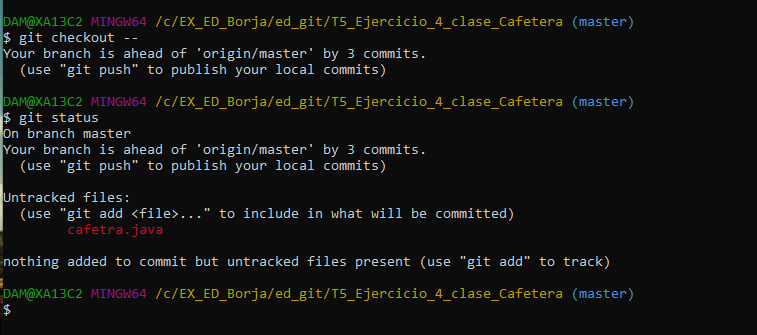 DAM@XA13C2 MINGW64 /c/EX_ED_Borja/ed_git/T5_Ejercicio_4_clase_Cafetera (master)
$ git checkout --
Your branch is ahead of 'origin/master' by 3 commits.
  (use "git push" to publish your local commits)
DAM@XA13C2 MINGW64 /c/EX_ED_Borja/ed_git/T5_Ejercicio_4_clase_Cafetera (master)
$ git status
On branch master
Your branch is ahead of 'origin/master' by 3 commits.
  (use "git push" to publish your local commits)
Untracked files:
  (use "git add <file>..." to include in what will be committed)
        cafetra.java
nothing added to commit but untracked files present (use "git add" to track)
DAM@XA13C2 MINGW64 /c/EX_ED_Borja/ed_git/T5_Ejercicio_4_clase_Cafetera (master)
$